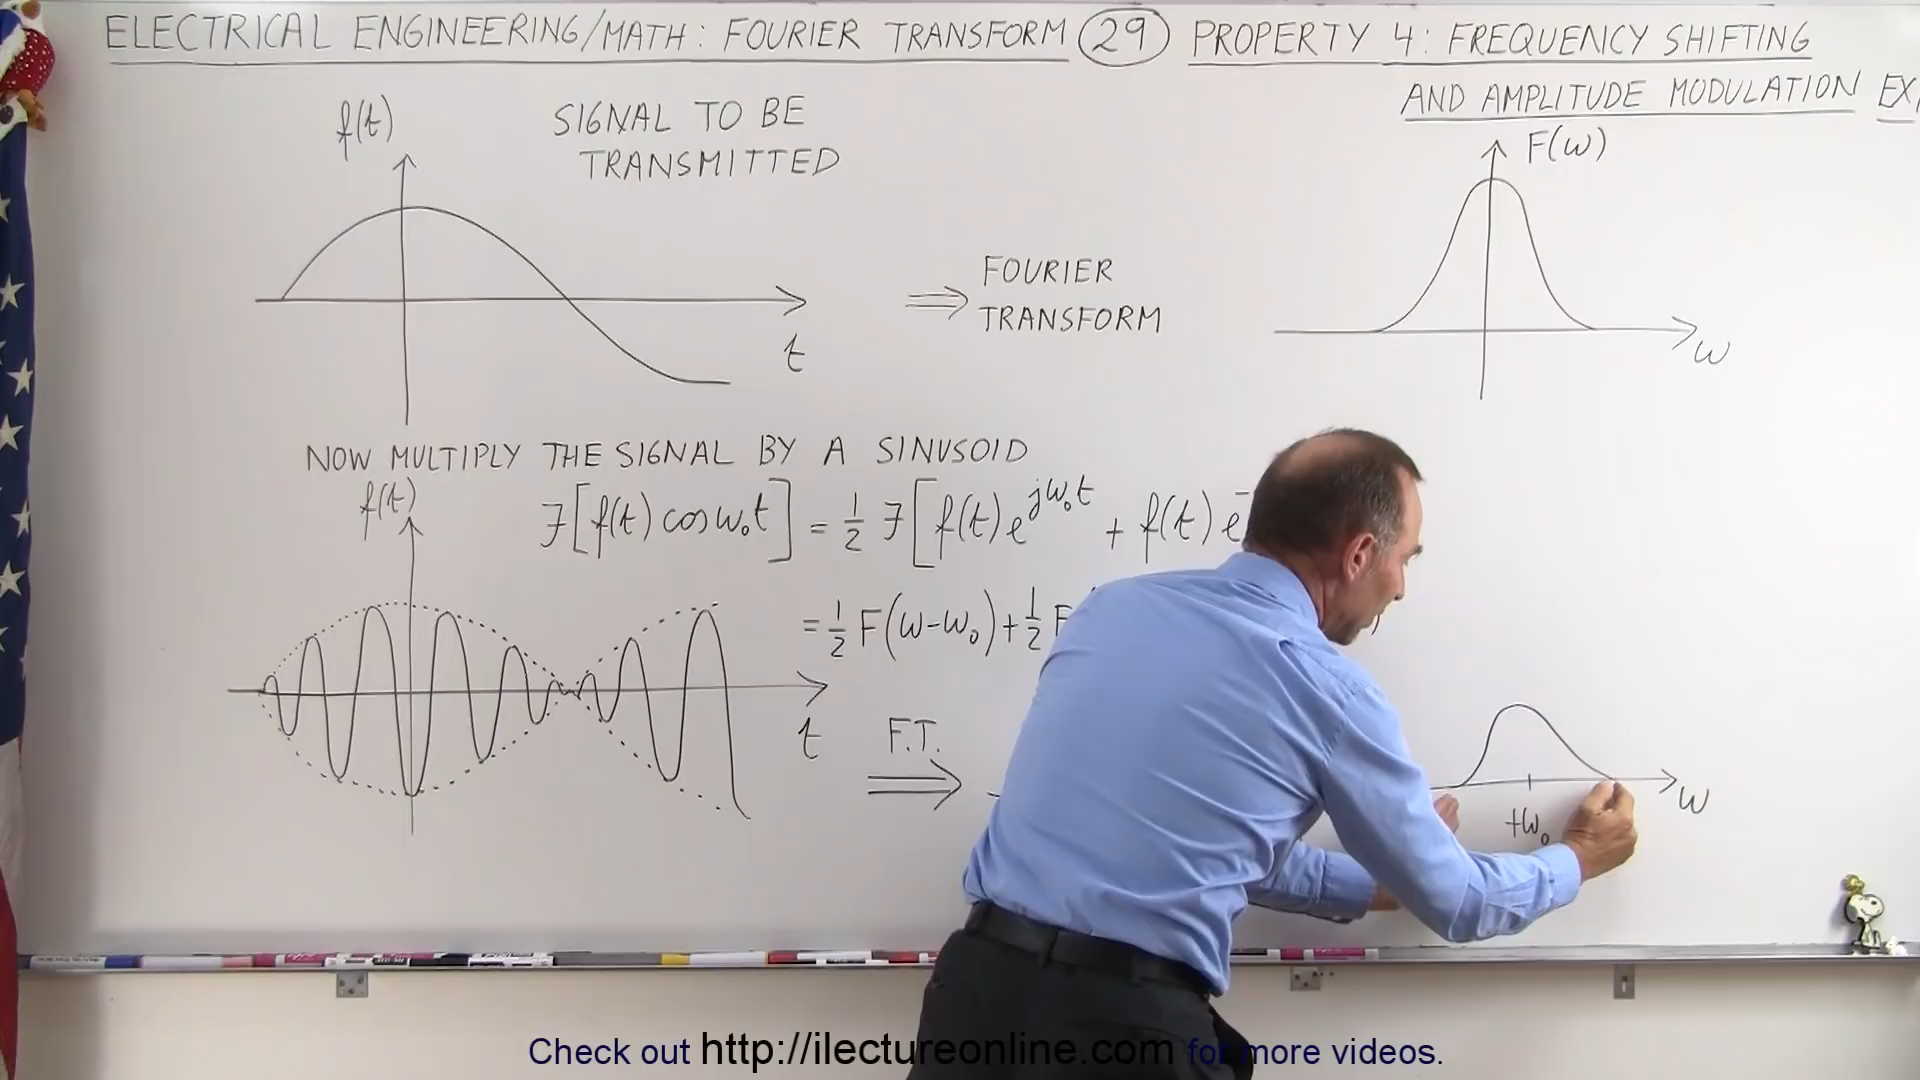 ELECTRICAL ENGINEERING/MATH: FOURIER TRANSFORM 29 PROPERTY 4: FREQUENCY SHIFTING
AND AMPLITUDE MODULATION
f(t)
SIGNAL TO BE
TRANSMITTED
F(ω)
FOURIER
TRANSFORM
t
ω
NOW MULTIPLY THE SIGNAL BY A SINUSOID
f(t)
ℱ[f(t) cosω₀t] = ½ ℱ[f(t)e^{jω₀t} + f(t)e^-
= ½ F(ω-ω₀) + ½ F
t
F.T.
+ω₀
ω
Check out http://ilectureonline.com for more videos.